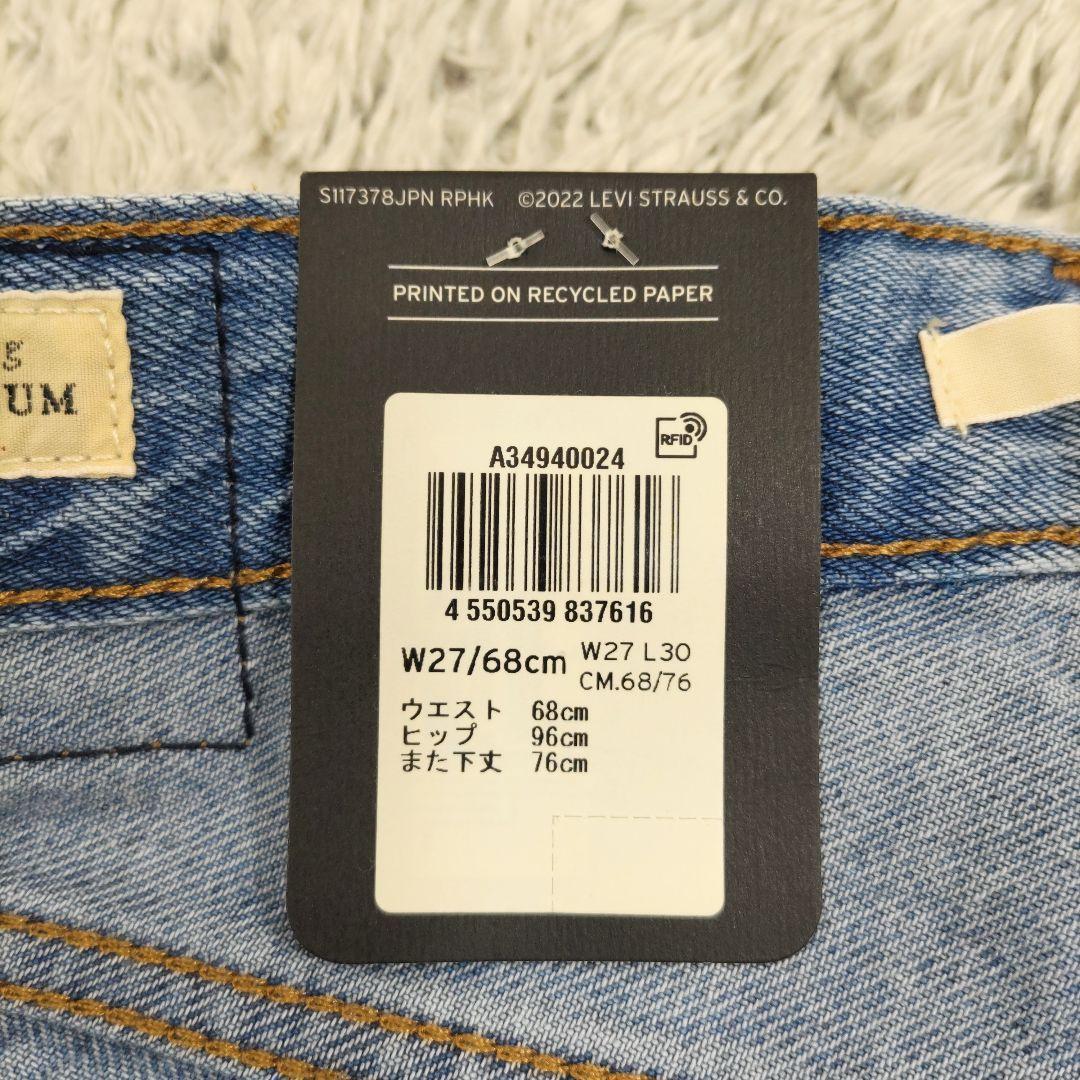 S117378JPN RPHK ©2022 LEVI STRAUSS & CO.
PRINTED ON RECYCLED PAPER
g
UM
RFID
A34940024
4 550539 837616
W27/68cm
W27 L30
CM.68/76
ウエスト 68cm
ヒップ 96cm
また下丈 76cm